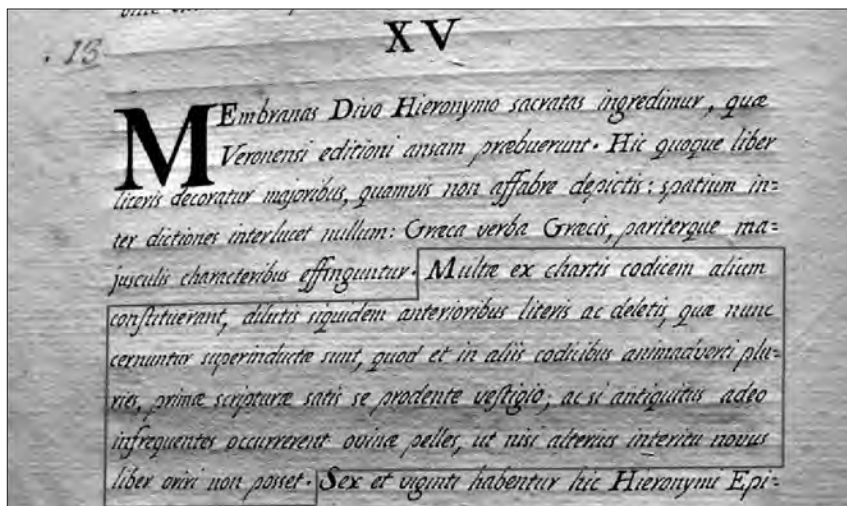 XV
. 13
MEmbranas Divo Hieronymo sacratas ingredimur, quæ
Veronensi editioni ansam præbuerunt. Hic quoque liber
literis decoratur majoribus, quamvis non affabre depictis: spatium in=
ter dictiones interlucet nullum: Græca verba Græcis, pariterque ma=
jusculis characteribus effinguntur. Multæ ex chartis codicem alium
constituerant, dilutis siquidem anterioribus literis ac deletis, quæ nunc
cernuntur superinductæ sunt, quod et in aliis codicibus animadverti plu=
ries, primæ scripturæ satis se prodente vestigio; ac si antiquitus adeo
infrequentes occurrerent ovinæ pelles, ut nisi alterius interitu novus
liber oriri non posset. Sex et viginti habentur hic Hieronymi Epi=